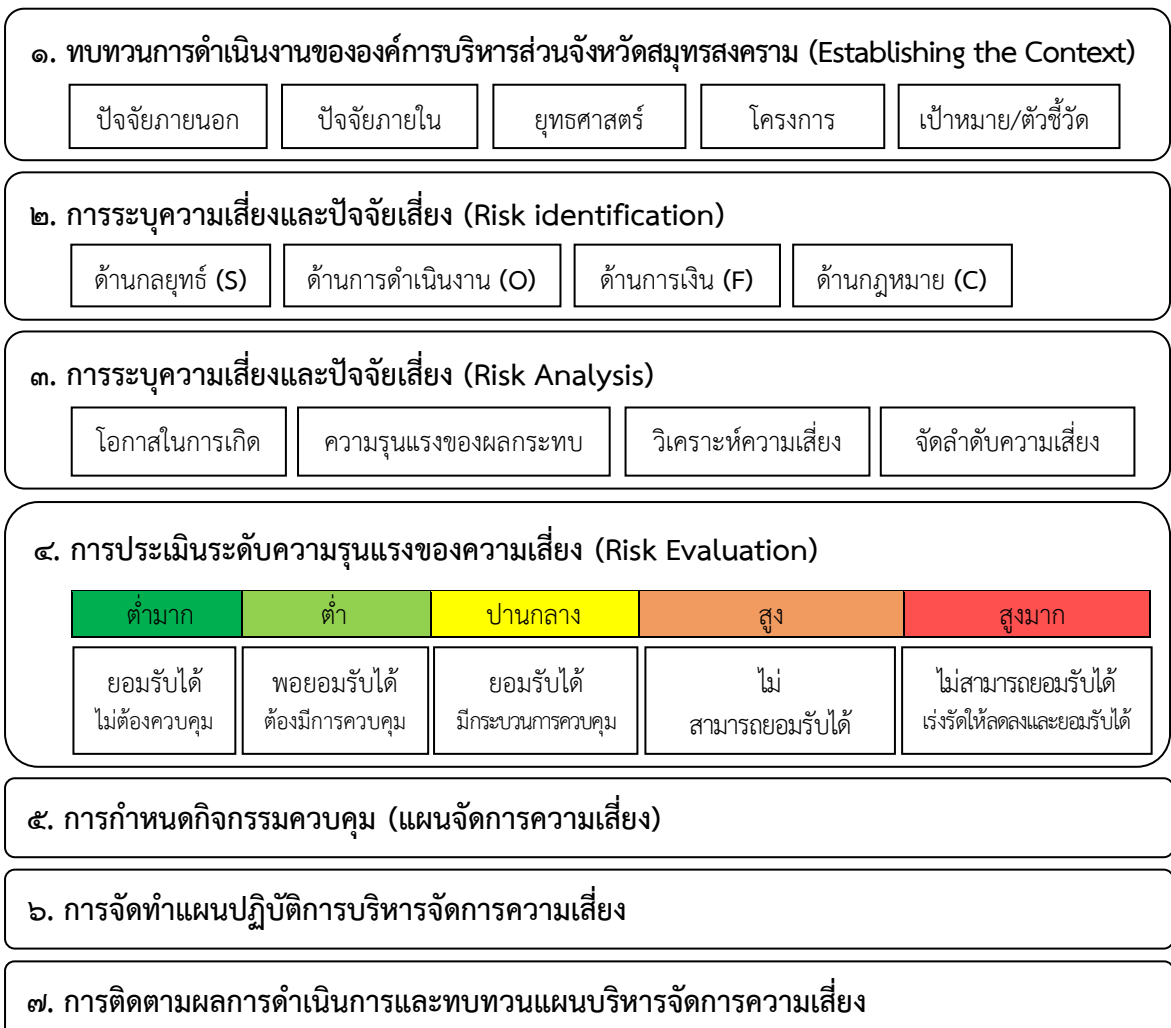 ๑. ทบทวนการดำเนินงานขององค์การบริหารส่วนจังหวัดสมุทรสงคราม (Establishing the Context)
ปัจจัยภายนอก ปัจจัยภายใน ยุทธศาสตร์ โครงการ เป้าหมาย/ตัวชี้วัด
๒. การระบุความเสี่ยงและปัจจัยเสี่ยง (Risk identification)
ด้านกลยุทธ์ (S) ด้านการดำเนินงาน (O) ด้านการเงิน (F) ด้านกฎหมาย (C)
๓. การระบุความเสี่ยงและปัจจัยเสี่ยง (Risk Analysis)
โอกาสในการเกิด ความรุนแรงของผลกระทบ วิเคราะห์ความเสี่ยง จัดลำดับความเสี่ยง
๔. การประเมินระดับความรุนแรงของความเสี่ยง (Risk Evaluation)
ต่ำมาก ต่ำ ปานกลาง สูง สูงมาก
ยอมรับได้ พอยอมรับได้ ยอมรับได้ ไม่ ไม่สามารถยอมรับได้
ไม่ต้องควบคุม ต้องมีการควบคุม มีกระบวนการควบคุม สามารถยอมรับได้ เร่งรัดให้ลดลงและยอมรับได้
๕. การกำหนดกิจกรรมควบคุม (แผนจัดการความเสี่ยง)
๖. การจัดทำแผนปฏิบัติการบริหารจัดการความเสี่ยง
๗. การติดตามผลการดำเนินการและทบทวนแผนบริหารจัดการความเสี่ยง